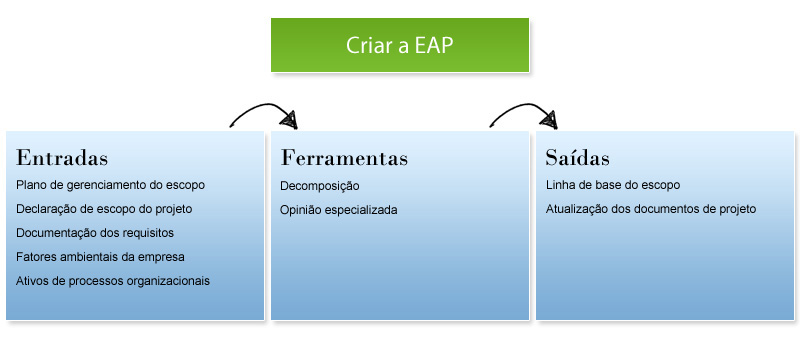 Criar a EAP
Entradas
Plano de gerenciamento do escopo
Declaração de escopo do projeto
Documentação dos requisitos
Fatores ambientais da empresa
Ativos de processos organizacionais
Ferramentas
Decomposição
Opinião especializada
Saídas
Linha de base do escopo
Atualização dos documentos de projeto